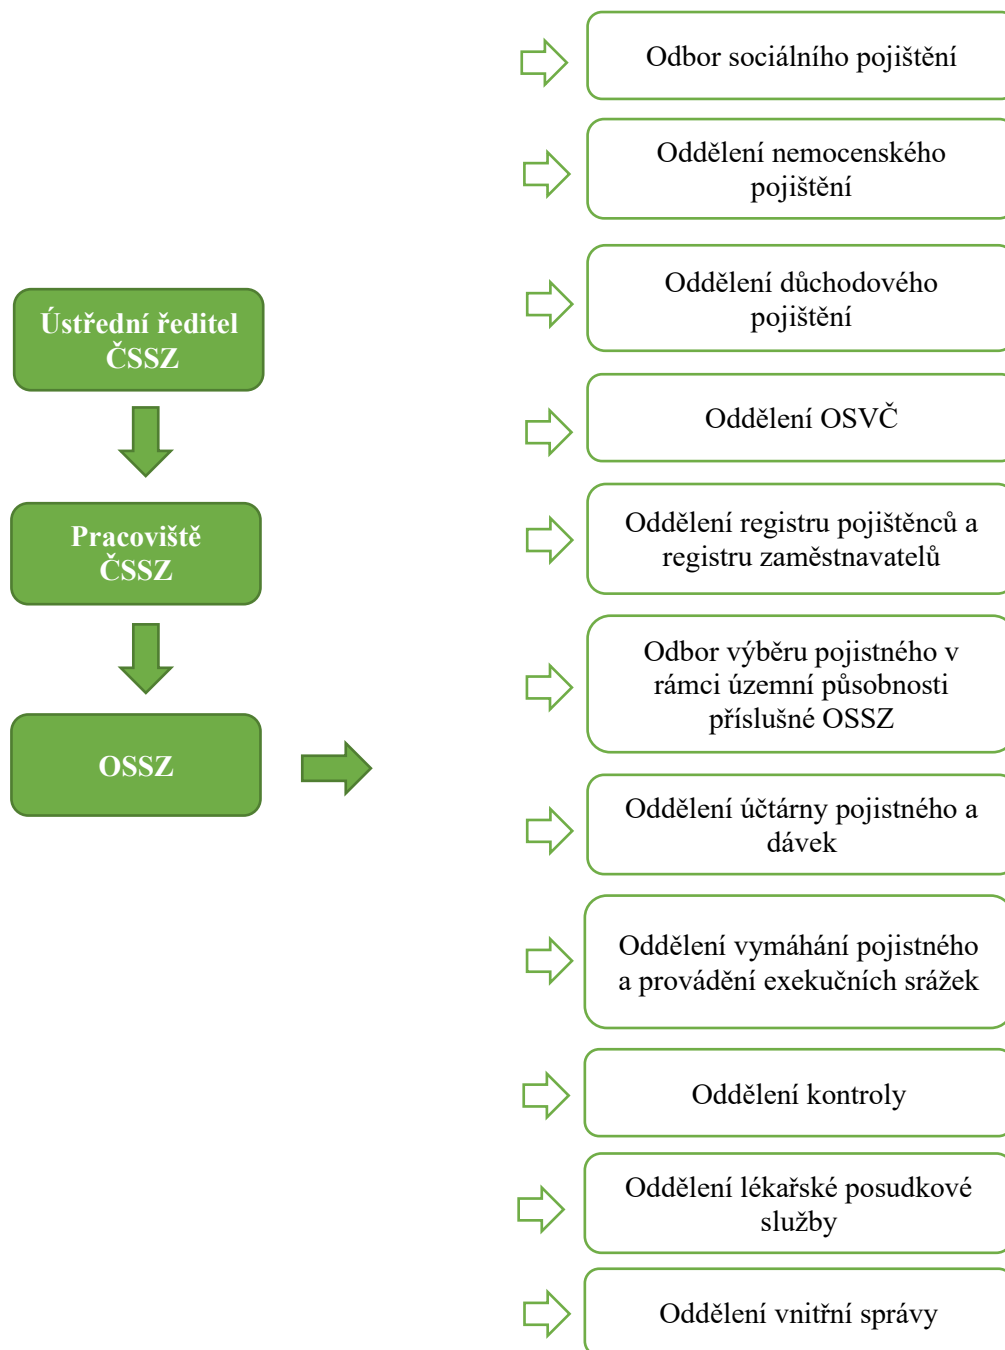 Ústřední ředitel
ČSSZ
Pracoviště
ČSSZ
OSSZ
Odbor sociálního pojištění
Oddělení nemocenského
pojištění
Oddělení důchodového
pojištění
Oddělení OSVČ
Oddělení registru pojištěnců a
registru zaměstnavatelů
Odbor výběru pojistného v
rámci územní působnosti
příslušné OSSZ
Oddělení účtárny pojistného a
dávek
Oddělení vymáhání pojistného
a provádění exekučních srážek
Oddělení kontroly
Oddělení lékařské posudkové
služby
Oddělení vnitřní správy